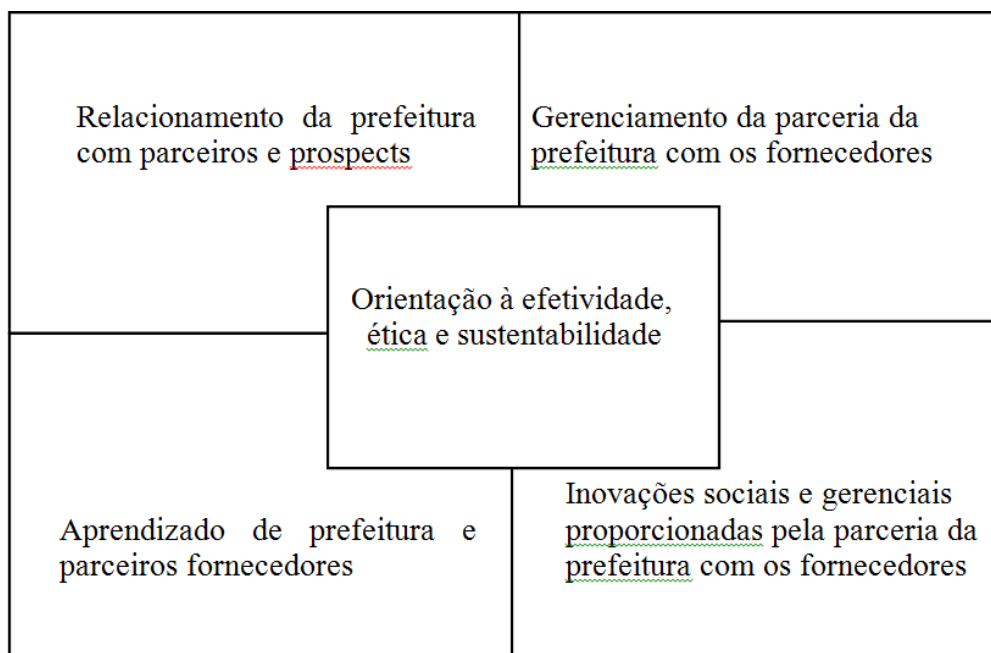 Relacionamento da prefeitura
com parceiros e prospects
Gerenciamento da parceria da
prefeitura com os fornecedores
Orientação à efetividade,
ética e sustentabilidade
Aprendizado de prefeitura e
parceiros fornecedores
Inovações sociais e gerenciais
proporcionadas pela parceria da
prefeitura com os fornecedores